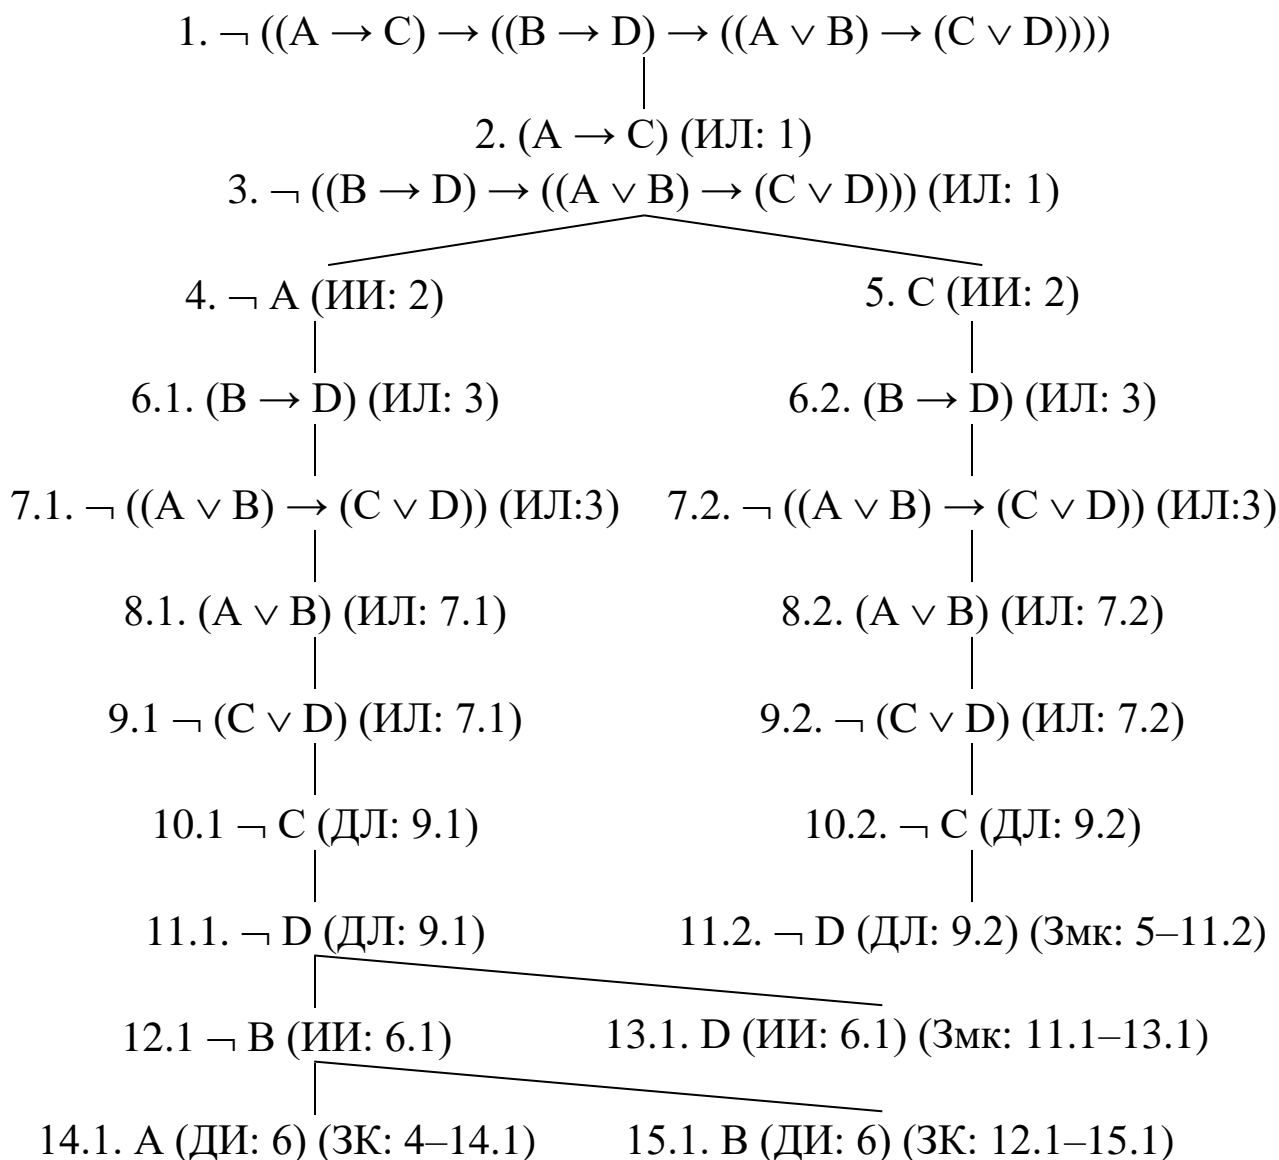 1. ¬ ((A → C) → ((B → D) → ((A ∨ B) → (C ∨ D))))
2. (A → C) (ИЛ: 1)
3. ¬ ((B → D) → ((A ∨ B) → (C ∨ D))) (ИЛ: 1)
4. ¬ A (ИИ: 2) 5. C (ИИ: 2)
6.1. (B → D) (ИЛ: 3) 6.2. (B → D) (ИЛ: 3)
7.1. ¬ ((A ∨ B) → (C ∨ D)) (ИЛ:3) 7.2. ¬ ((A ∨ B) → (C ∨ D)) (ИЛ:3)
8.1. (A ∨ B) (ИЛ: 7.1) 8.2. (A ∨ B) (ИЛ: 7.2)
9.1 ¬ (C ∨ D) (ИЛ: 7.1) 9.2. ¬ (C ∨ D) (ИЛ: 7.2)
10.1 ¬ C (ДЛ: 9.1) 10.2. ¬ C (ДЛ: 9.2)
11.1. ¬ D (ДЛ: 9.1) 11.2. ¬ D (ДЛ: 9.2) (Змк: 5–11.2)
12.1 ¬ B (ИИ: 6.1) 13.1. D (ИИ: 6.1) (Змк: 11.1–13.1)
14.1. A (ДИ: 6) (ЗК: 4–14.1) 15.1. B (ДИ: 6) (ЗК: 12.1–15.1)